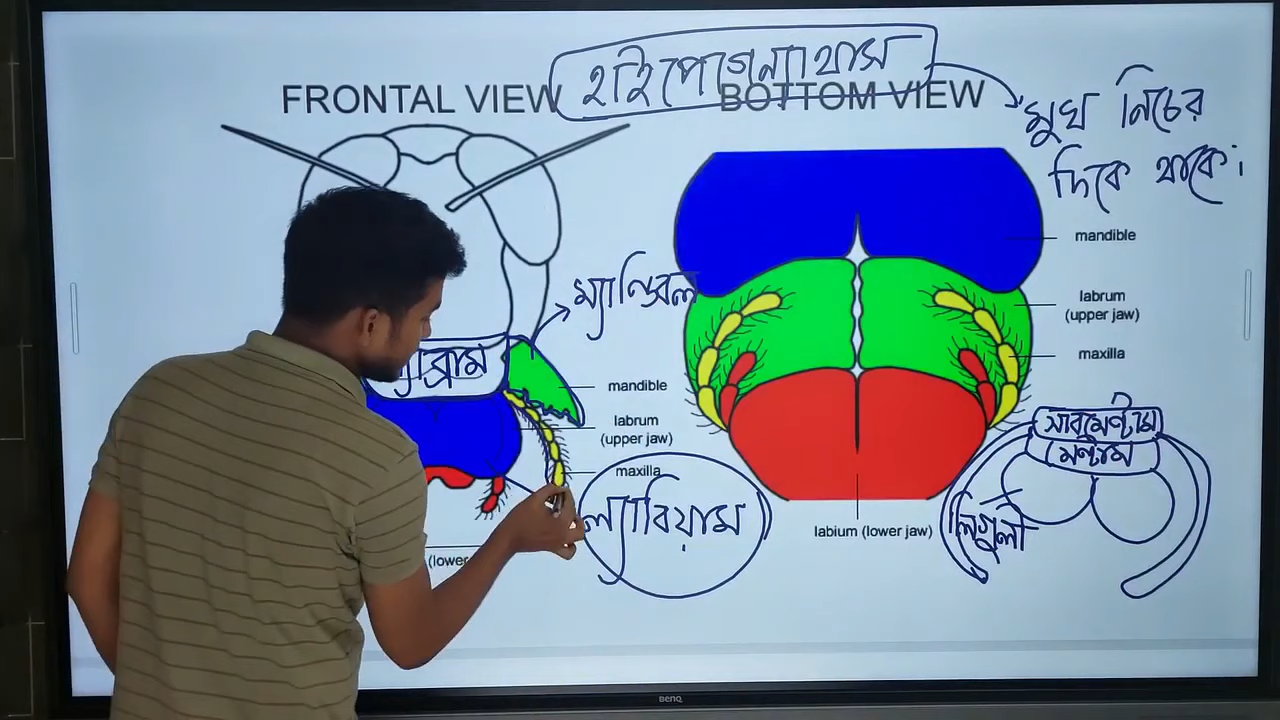 হাইপোগেন্যাথাস
FRONTAL VIEW
BOTTOM VIEW
মুখ নিচের
দিকে থাকে।
mandible
ম্যান্ডিবল
labrum
(upper jaw)
maxilla
ল্যাব্রাম
mandible
labrum
(upper jaw)
maxilla
সাবমেন্টাম
মেন্টাম
ল্যাবিয়াম
লিগুলা
labium (lower jaw)
(lower
BenQ